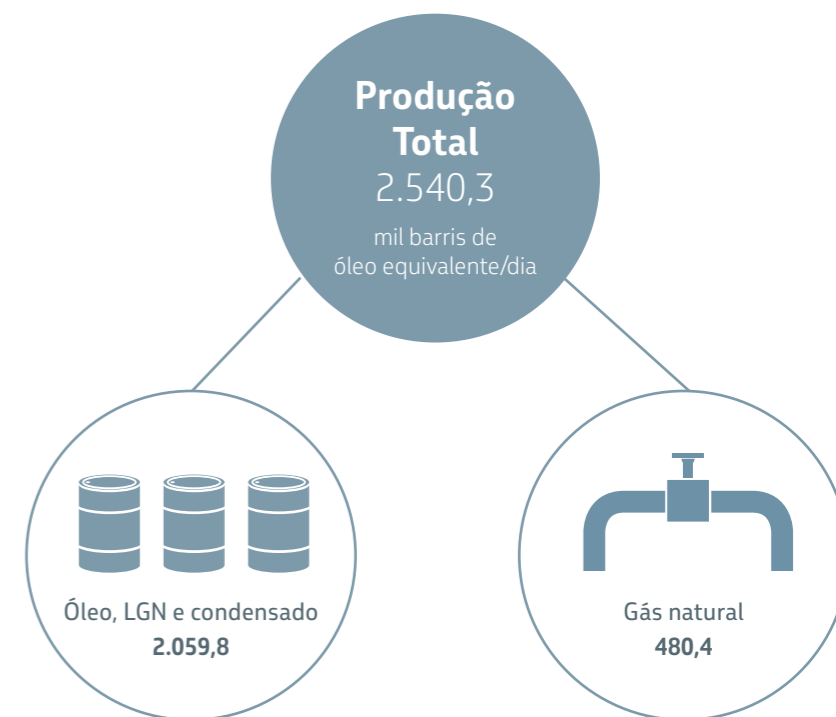 Produção
Total
2.540,3
mil barris de
óleo equivalente/dia
Óleo, LGN e condensado
2.059,8
Gás natural
480,4